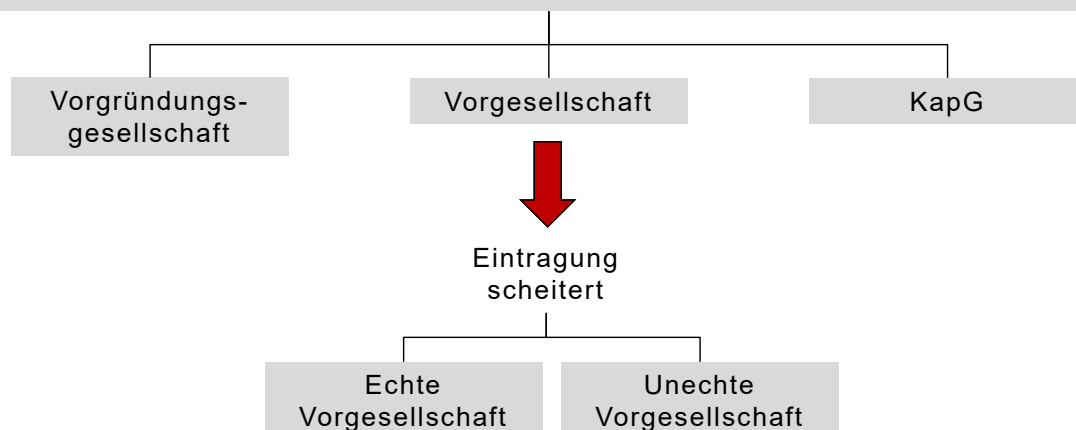 Vorgründungs-
gesellschaft
Vorgesellschaft
KapG
Eintragung
scheitert
Echte
Vorgesellschaft
Unechte
Vorgesellschaft